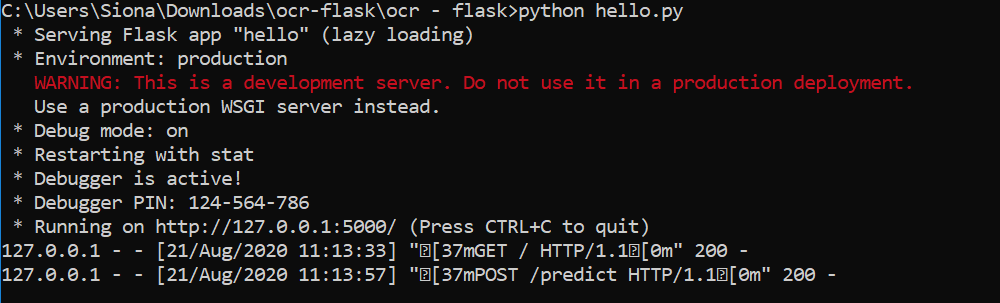 C:\Users\Siona\Downloads\ocr-flask\ocr - flask>python hello.py
 * Serving Flask app "hello" (lazy loading)
 * Environment: production
   WARNING: This is a development server. Do not use it in a production deployment.
   Use a production WSGI server instead.
 * Debug mode: on
 * Restarting with stat
 * Debugger is active!
 * Debugger PIN: 124-564-786
 * Running on http://127.0.0.1:5000/ (Press CTRL+C to quit)
127.0.0.1 - - [21/Aug/2020 11:13:33] "�[37mGET / HTTP/1.1�[0m" 200 -
127.0.0.1 - - [21/Aug/2020 11:13:57] "�[37mPOST /predict HTTP/1.1�[0m" 200 -